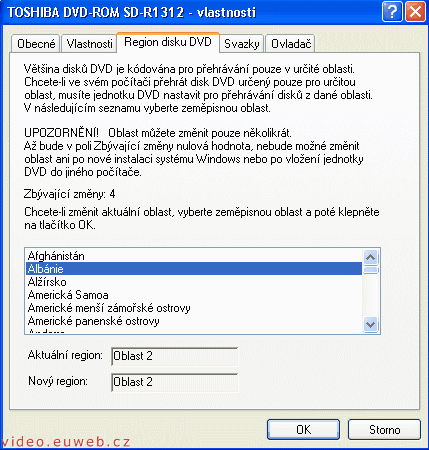 TOSHIBA DVD-ROM SD-R1312 - vlastnosti
Obecné Vlastnosti Region disku DVD Svazky Ovladač
Většina disků DVD je kódována pro přehrávání pouze v určité oblasti.
Chcete-li ve svém počítači přehrát disk DVD určený pouze pro určitou
oblast, musíte jednotku DVD nastavit pro přehrávání disků z dané oblasti.
V následujícím seznamu vyberte zeměpisnou oblast.
UPOZORNĚNÍ! Oblast můžete změnit pouze několikrát.
Až bude v poli Zbývající změny nulová hodnota, nebude možné změnit
oblast ani po nové instalaci systému Windows nebo po vložení jednotky
DVD do jiného počítače.
Zbývající změny: 4
Chcete-li změnit aktuální oblast, vyberte zeměpisnou oblast a poté klepněte
na tlačítko OK.
Afghánistán
Albánie
Alžírsko
Americká Samoa
Americké menší zámořské ostrovy
Americké panenské ostrovy
Aktuální region: Oblast 2
Nový region: Oblast 2
OK Storno
video.euweb.cz